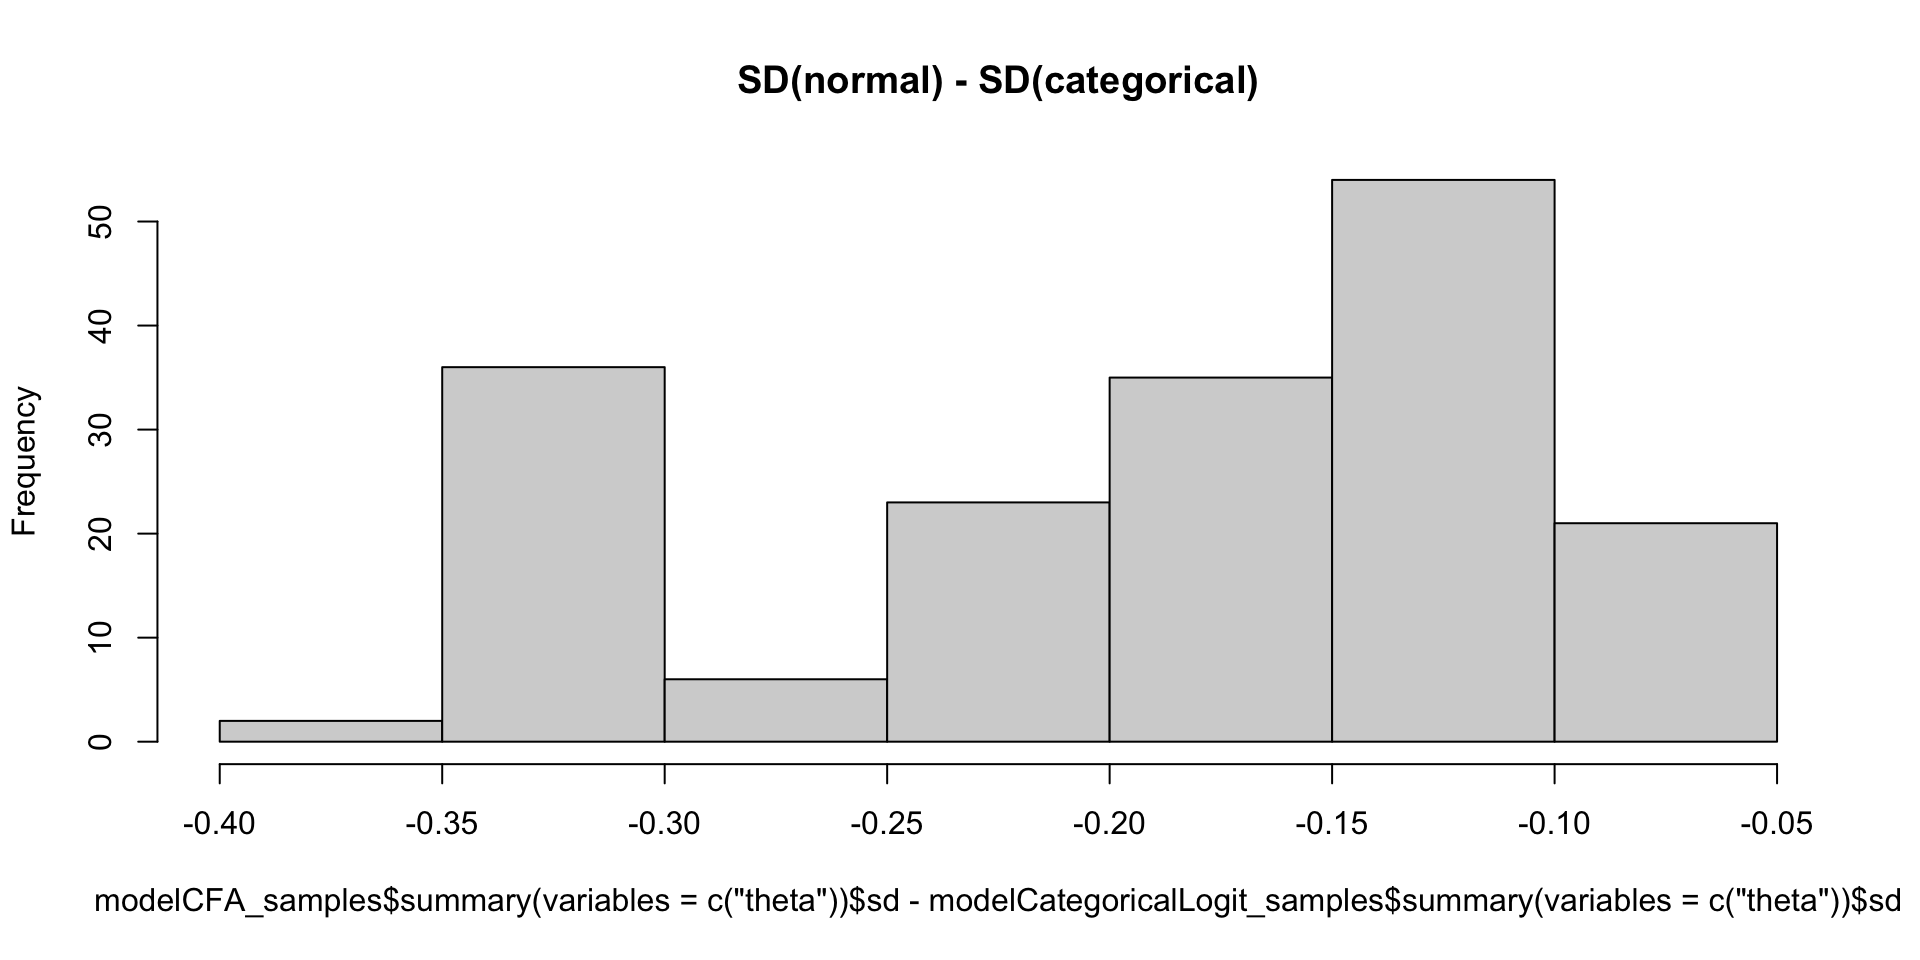 SD(normal) - SD(categorical)
Frequency
50
40
30
20
10
0
-0.40 -0.35 -0.30 -0.25 -0.20 -0.15 -0.10 -0.05
modelCFA_samples$summary(variables = c("theta"))$sd - modelCategoricalLogit_samples$summary(variables = c("theta"))$sd